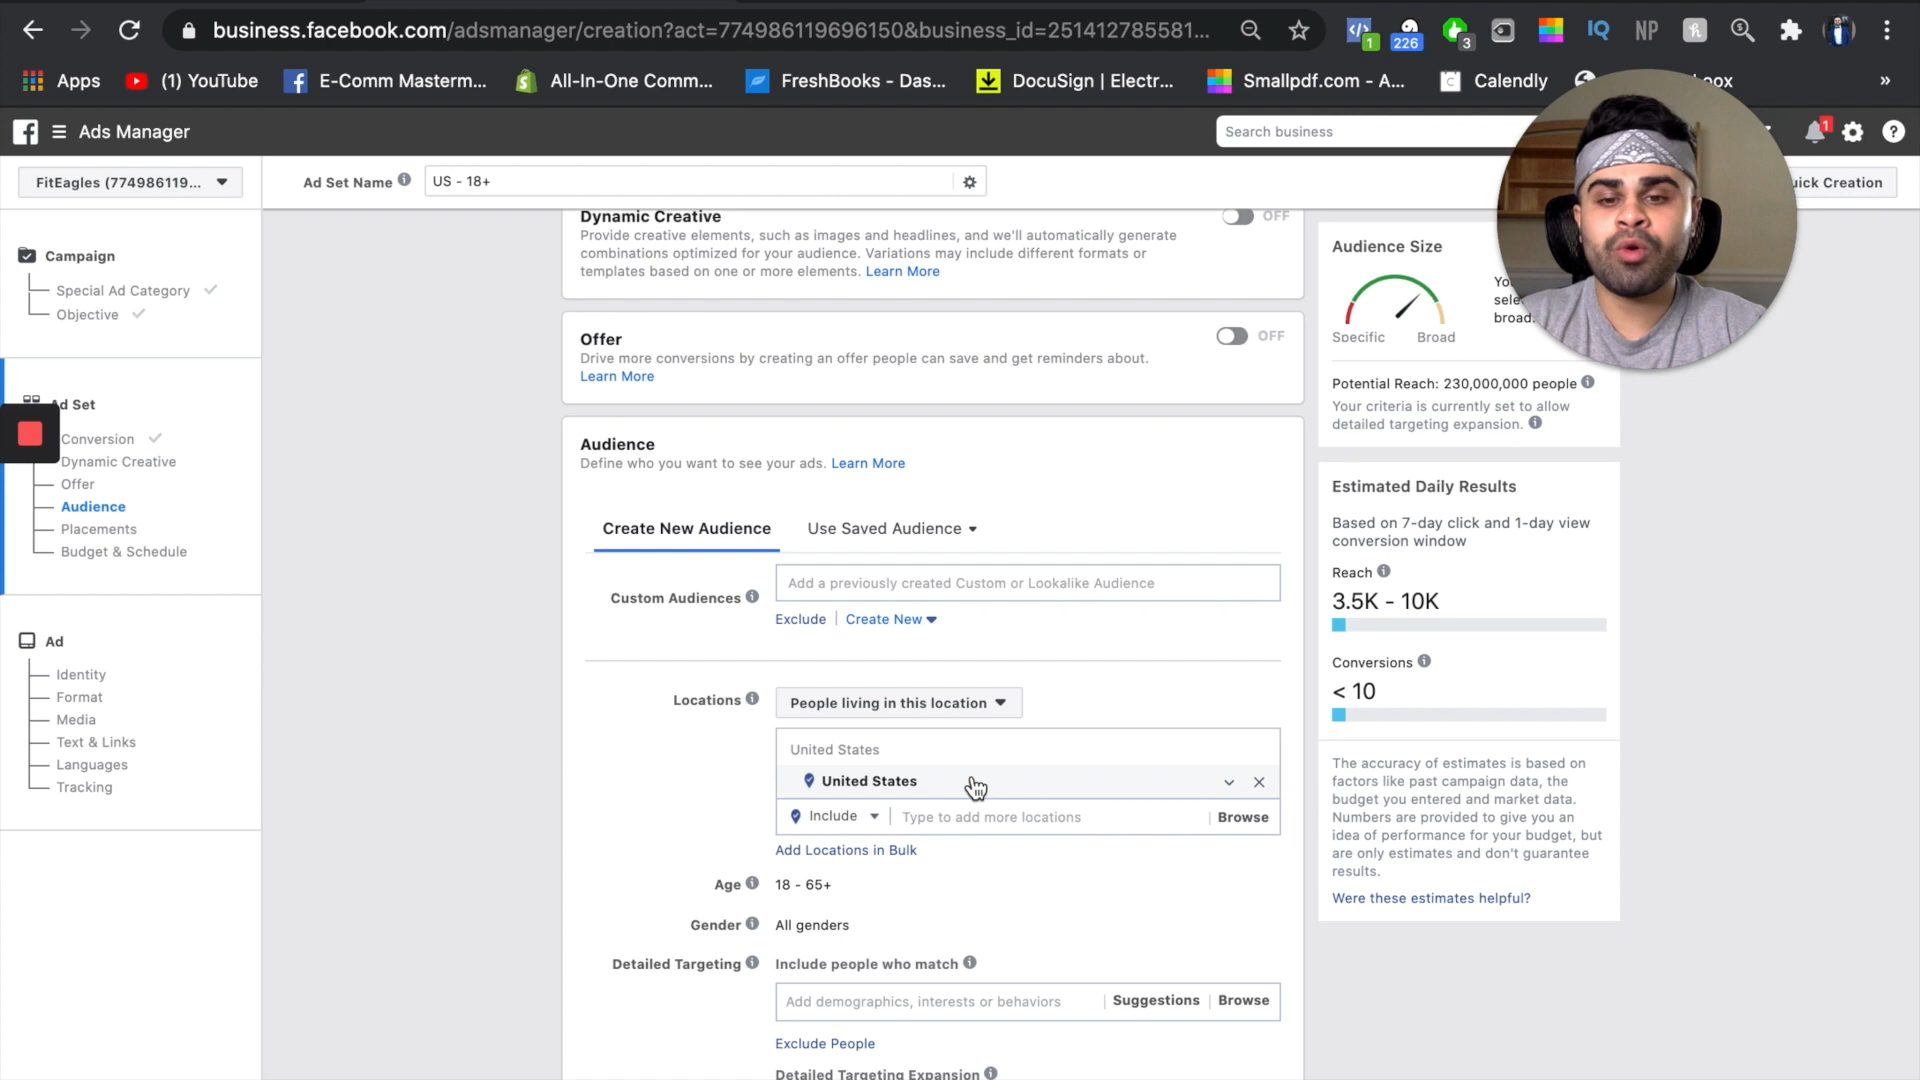 business.facebook.com/adsmanager/creation?act=774986119696150&business_id=251412785581...
1
226
3
IQ
NP
h
Apps
(1) YouTube
E-Comm Masterm...
All-In-One Comm...
FreshBooks - Das...
DocuSign | Electr...
Smallpdf.com - A...
Calendly
oox
»
Ads Manager
Search business
1
FitEagles (774986119...
Ad Set Name
US - 18+
uick Creation
Campaign
Special Ad Category
Objective
Ad Set
Conversion
Dynamic Creative
Offer
Audience
Placements
Budget & Schedule
Ad
Identity
Format
Media
Text & Links
Languages
Tracking
Dynamic Creative
OFF
Provide creative elements, such as images and headlines, and we'll automatically generate
combinations optimized for your audience. Variations may include different formats or
templates based on one or more elements. Learn More
Offer
OFF
Drive more conversions by creating an offer people can save and get reminders about.
Learn More
Audience
Define who you want to see your ads. Learn More
Create New Audience
Use Saved Audience
Custom Audiences
Add a previously created Custom or Lookalike Audience
Exclude
Create New
Locations
People living in this location
United States
United States
Include
Type to add more locations
Browse
Add Locations in Bulk
Age
18 - 65+
Gender
All genders
Detailed Targeting
Include people who match
Add demographics, interests or behaviors
Suggestions
Browse
Exclude People
Detailed Targeting Expansion
Audience Size
Specific
Broad
Yo
sele
broad.
Potential Reach: 230,000,000 people
Your criteria is currently set to allow
detailed targeting expansion.
Estimated Daily Results
Based on 7-day click and 1-day view
conversion window
Reach
3.5K - 10K
Conversions
< 10
The accuracy of estimates is based on
factors like past campaign data, the
budget you entered and market data.
Numbers are provided to give you an
idea of performance for your budget, but
are only estimates and don't guarantee
results.
Were these estimates helpful?